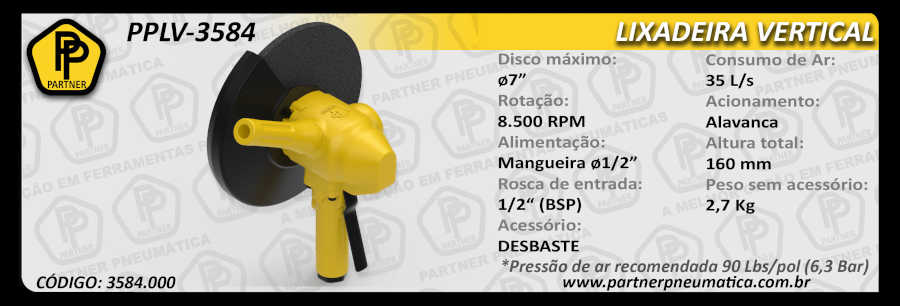 PP
PARTNER
PPLV-3584
LIXADEIRA VERTICAL
Disco máximo:
ø7”
Rotação:
8.500 RPM
Alimentação:
Mangueira ø1/2”
Rosca de entrada:
1/2“ (BSP)
Acessório:
DESBASTE
Consumo de Ar:
35 L/s
Acionamento:
Alavanca
Altura total:
160 mm
Peso sem acessório:
2,7 Kg
*Pressão de ar recomendada 90 Lbs/pol (6,3 Bar)
www.partnerpneumatica.com.br
CÓDIGO: 3584.000